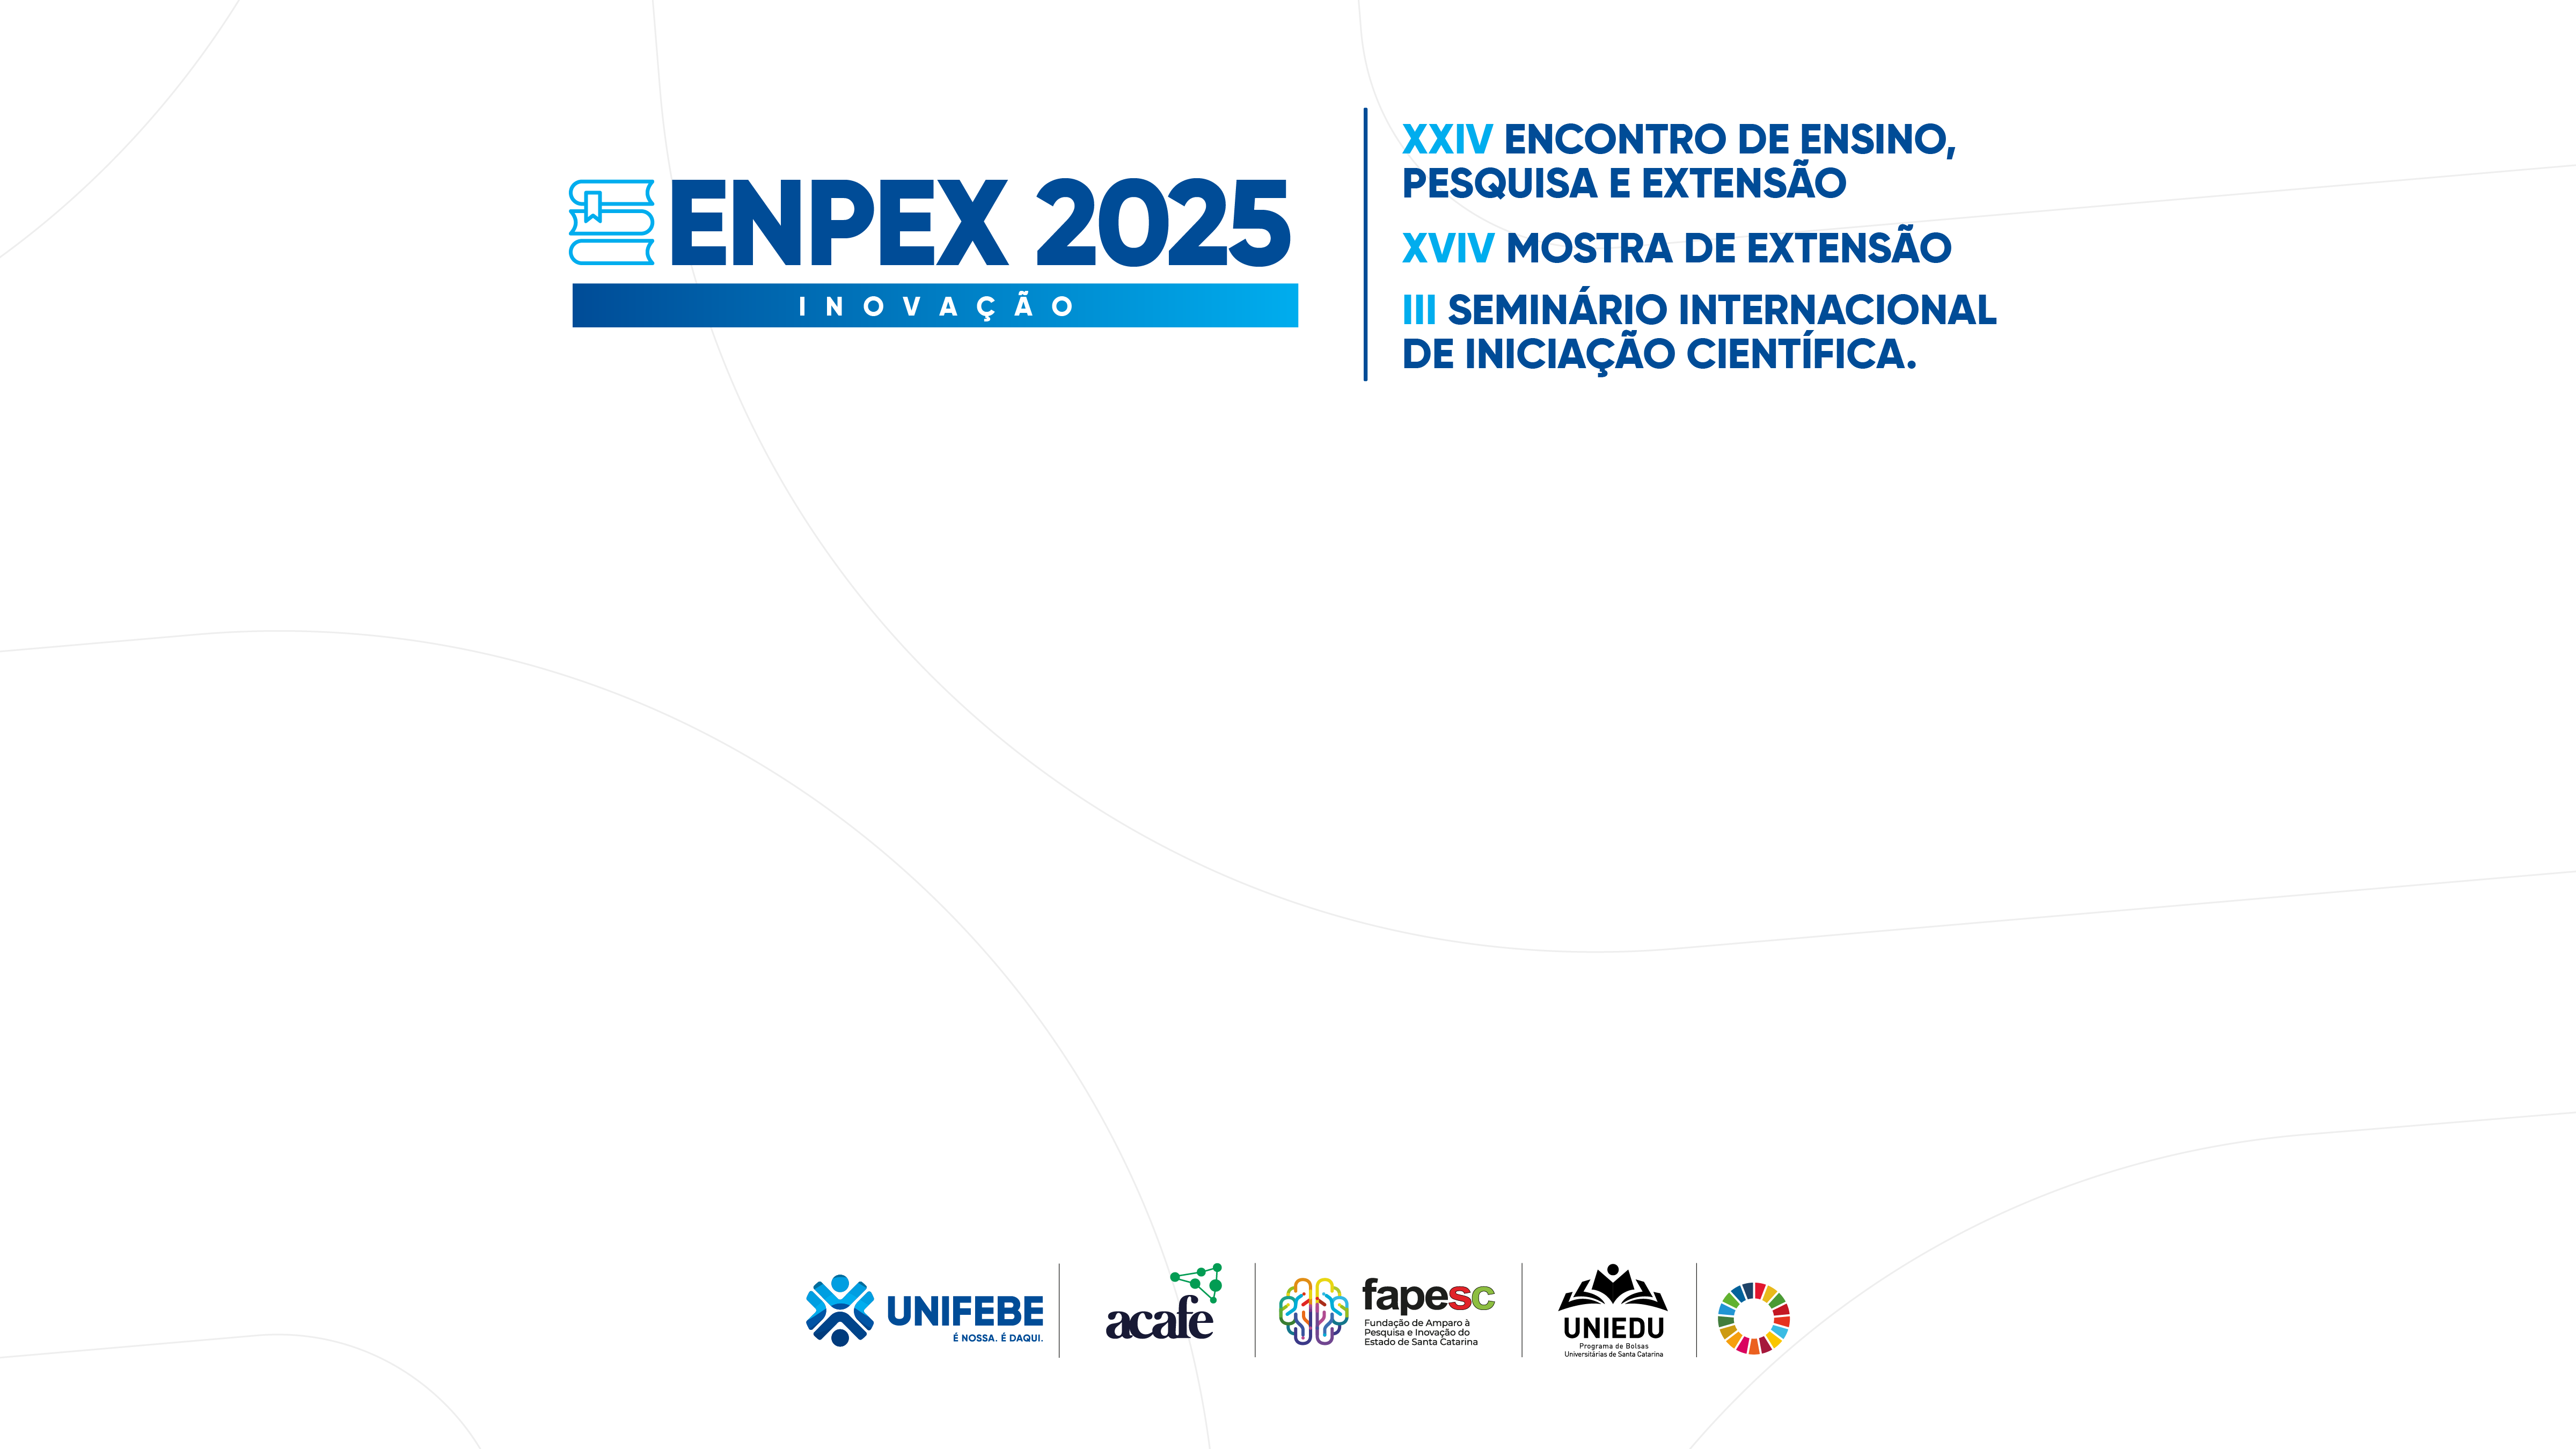 ENPEX 2025
INOVAÇÃO
XXIV ENCONTRO DE ENSINO,
PESQUISA E EXTENSÃO
XVIV MOSTRA DE EXTENSÃO
III SEMINÁRIO INTERNACIONAL
DE INICIAÇÃO CIENTÍFICA.
UNIFEBE
É NOSSA. É DAQUI.
acafe
fapesc
Fundação de Amparo à
Pesquisa e Inovação do
Estado de Santa Catarina
UNIEDU
Programa de Bolsas
Universitárias de Santa Catarina